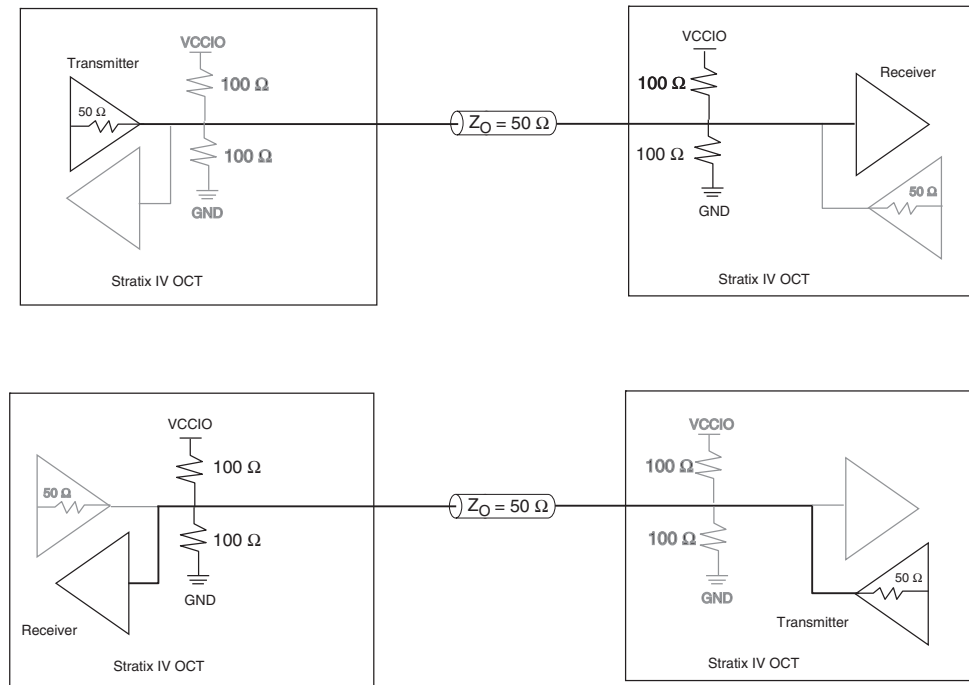 VCCIO
Transmitter
100 Ω
50 Ω
100 Ω
GND
Stratix IV OCT
Z_O = 50 Ω
VCCIO
Receiver
100 Ω
100 Ω
50 Ω
GND
Stratix IV OCT
VCCIO
100 Ω
50 Ω
100 Ω
GND
Receiver
Stratix IV OCT
Z_O = 50 Ω
VCCIO
100 Ω
100 Ω
50 Ω
GND
Transmitter
Stratix IV OCT